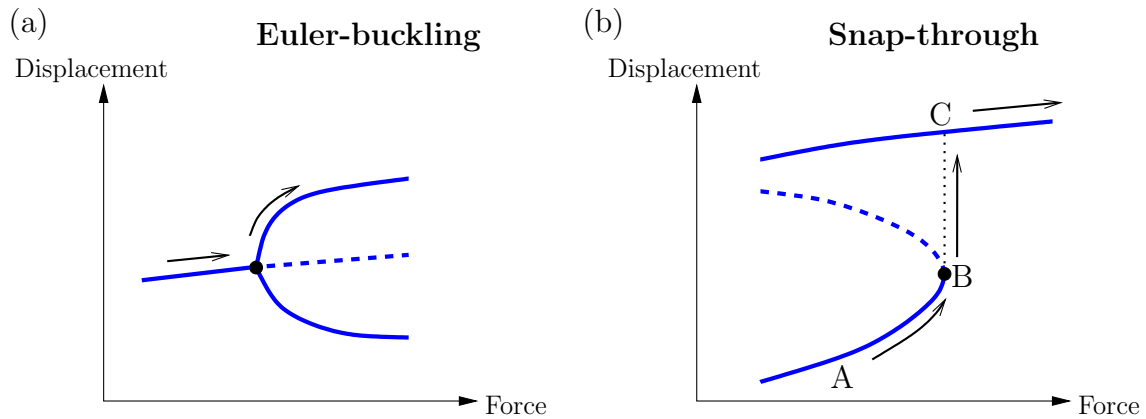 (a)
Euler-buckling
Displacement
Force
(b)
Snap-through
Displacement
C
B
A
Force